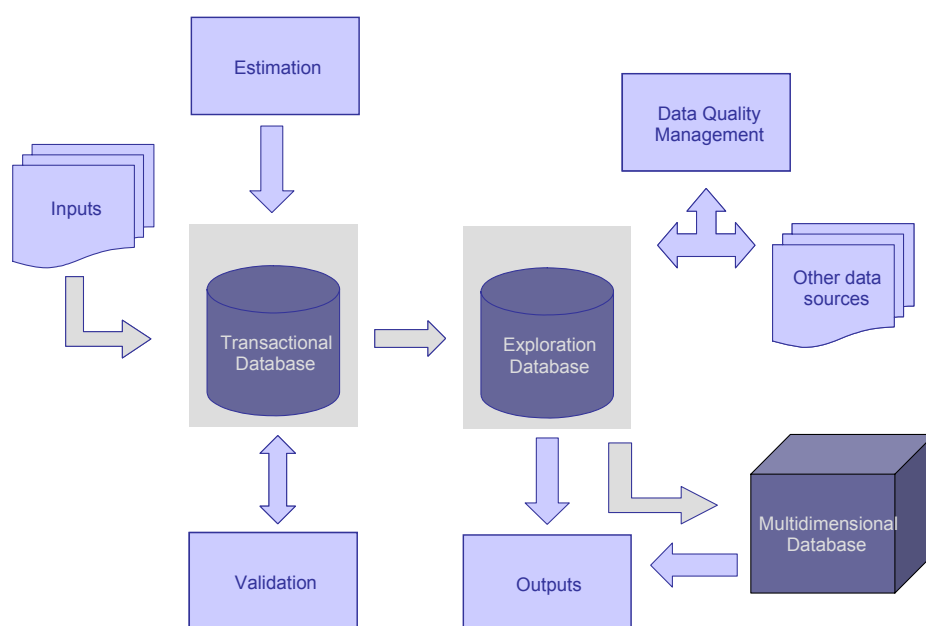 Estimation
Data Quality
Management
Inputs
Other data
sources
Transactional
Database
Exploration
Database
Multidimensional
Database
Validation
Outputs